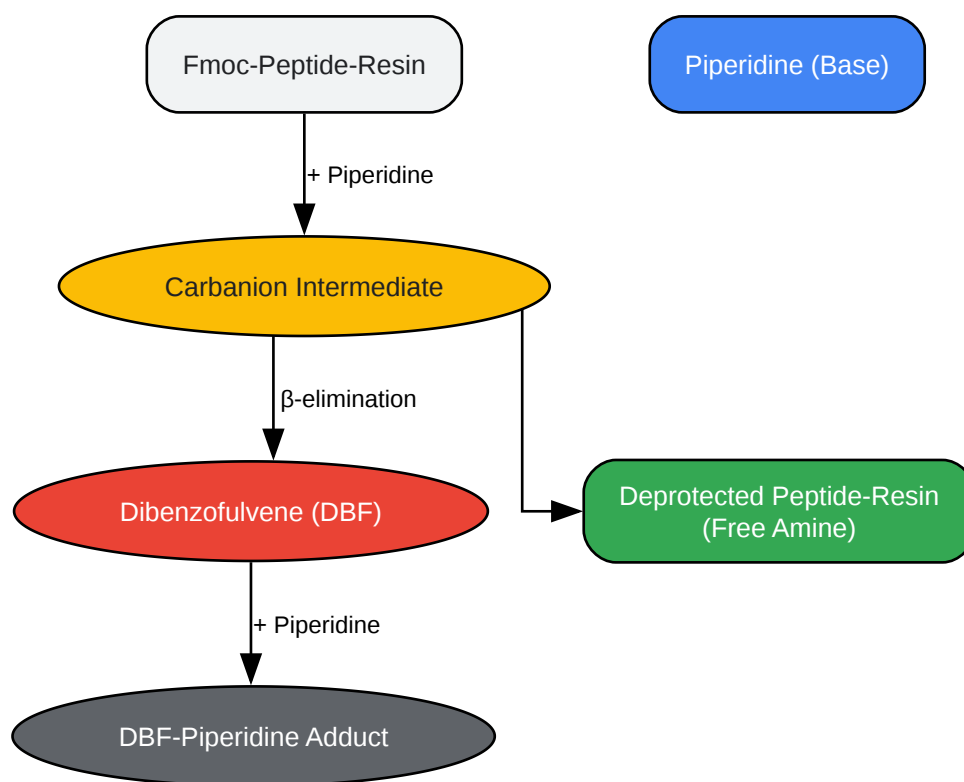 Fmoc-Peptide-Resin
Piperidine (Base)
+ Piperidine
Carbanion Intermediate
β-elimination
Dibenzofulvene (DBF)
Deprotected Peptide-Resin
(Free Amine)
+ Piperidine
DBF-Piperidine Adduct